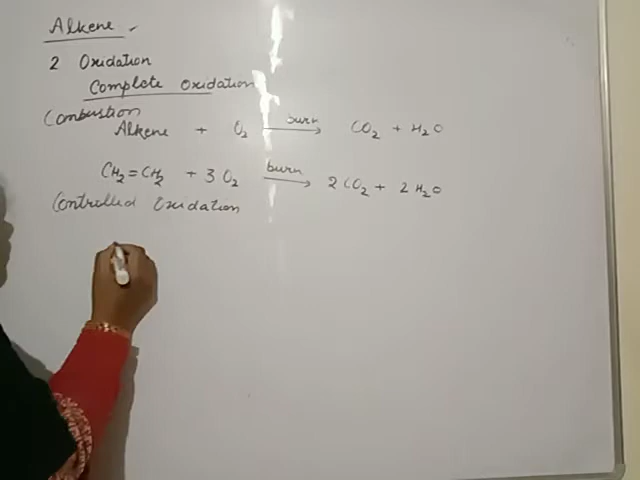 Alkene -
2 Oxidation
Complete Oxidation
Combustion
Alkene + O2 burn → CO2 + H2O
CH2=CH2 + 3 O2 burn → 2 CO2 + 2 H2O
Controlled Oxidation